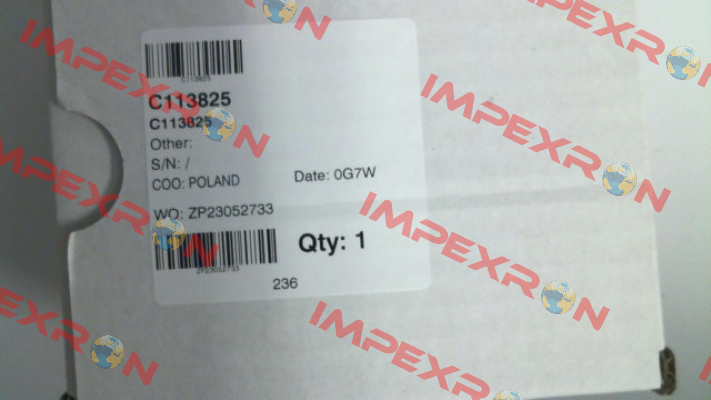 C113825
C113825
C113825
Other:
S/N: /
COO: POLAND
Date: 0G7W
WO: ZP23052733
ZP23052733
Qty: 1
236
IMPEXRON
IMPEXRON
IMPEXRON
IMPEXRON
IMPEXRON
IMPEXRON
IMPEXRON
IMPEXRON